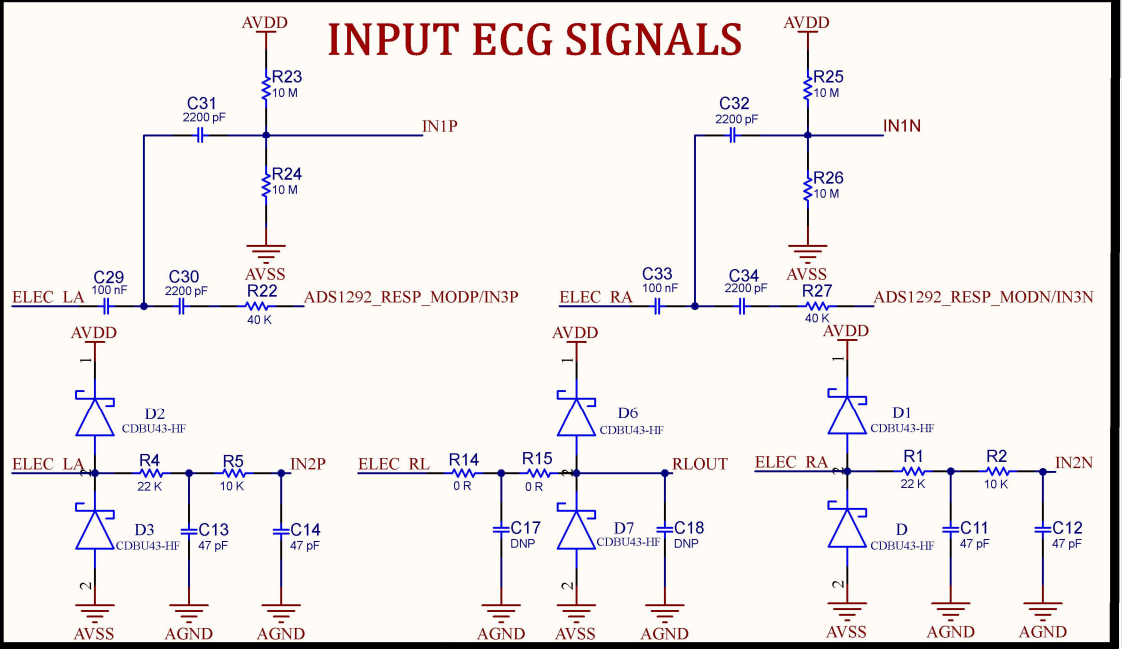 INPUT ECG SIGNALS
AVDD
R23
10 M
C31
2200 pF
IN1P
R24
10 M
AVSS
ELEC_LA
C29
100 nF
C30
2200 pF
R22
40 K
ADS1292_RESP_MODP/IN3P
AVDD
R25
10 M
C32
2200 pF
IN1N
R26
10 M
AVSS
ELEC_RA
C33
100 nF
C34
2200 pF
R27
40 K
ADS1292_RESP_MODN/IN3N
AVDD
1
D2
CDBU43-HF
ELEC_LA
2
R4
22 K
R5
10 K
IN2P
D3
CDBU43-HF
C13
47 pF
C14
47 pF
2
AVSS
AGND
AGND
AVDD
1
D6
CDBU43-HF
ELEC_RL
R14
0 R
R15
0 R
2
RLOUT
C17
DNP
D7
CDBU43-HF
C18
DNP
2
AGND
AVSS
AGND
AVDD
1
D1
CDBU43-HF
ELEC_RA
2
R1
22 K
R2
10 K
IN2N
D
CDBU43-HF
C11
47 pF
C12
47 pF
2
AVSS
AGND
AGND